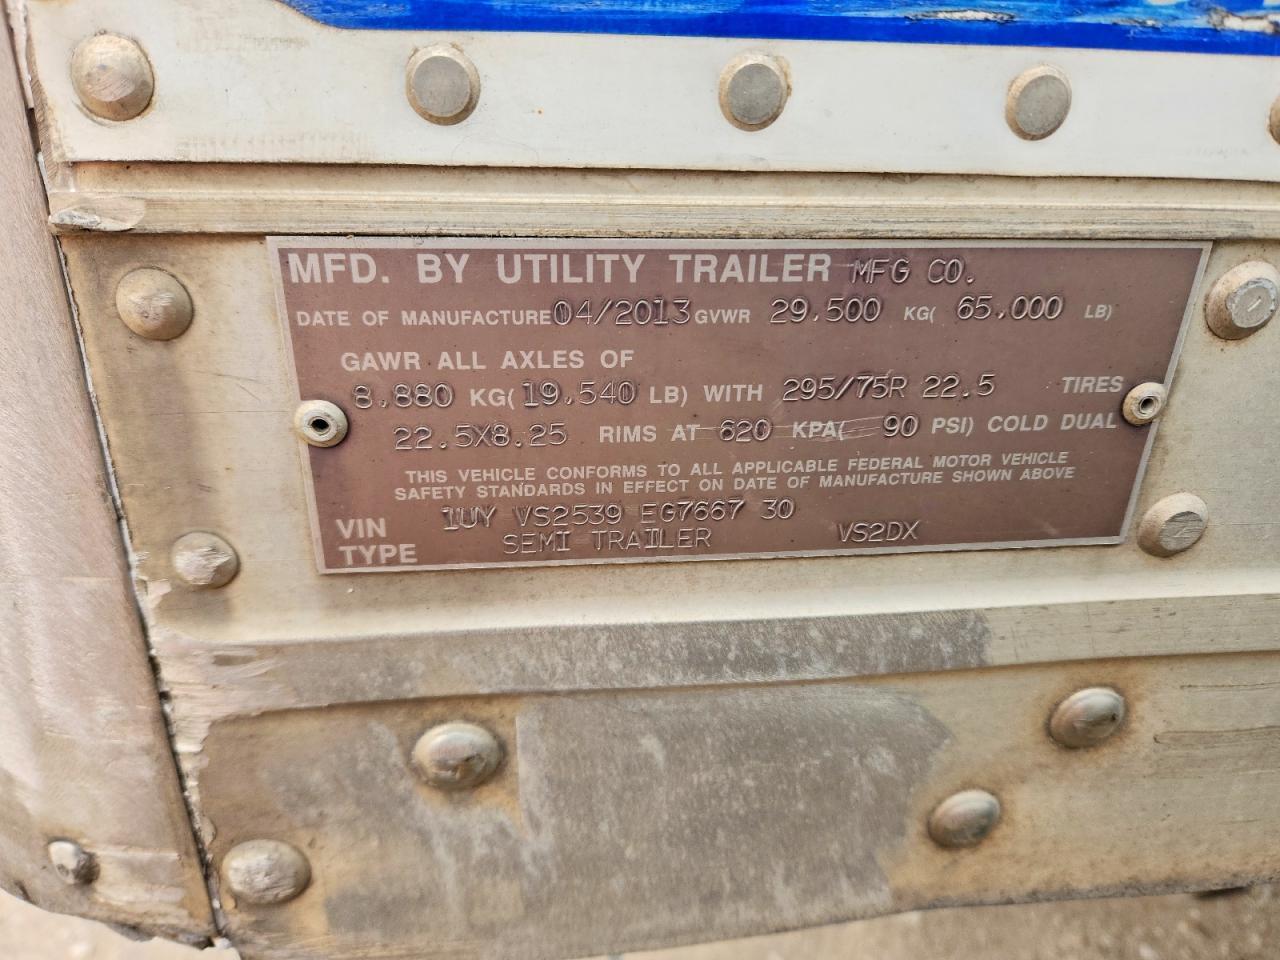 MFD. BY UTILITY TRAILER MFG CO.
DATE OF MANUFACTURE 04/2013 GVWR 29,500 KG( 65,000 LB)
GAWR ALL AXLES OF
8,880 KG( 19,540 LB) WITH 295/75R 22.5 TIRES
22.5X8.25 RIMS AT 620 KPA( 90 PSI) COLD DUAL
THIS VEHICLE CONFORMS TO ALL APPLICABLE FEDERAL MOTOR VEHICLE
SAFETY STANDARDS IN EFFECT ON DATE OF MANUFACTURE SHOWN ABOVE
VIN 1UY VS2539 EG7667 30
TYPE SEMI TRAILER VS2DX